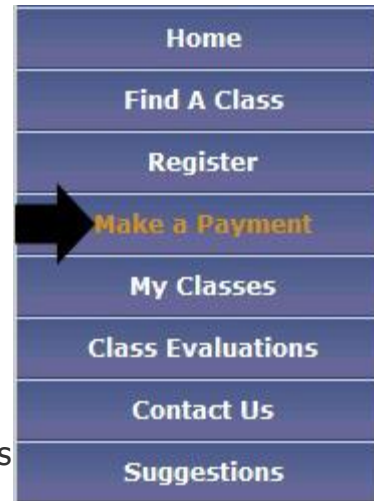 Home
Find A Class
Register
Make a Payment
My Classes
Class Evaluations
Contact Us
s
Suggestions